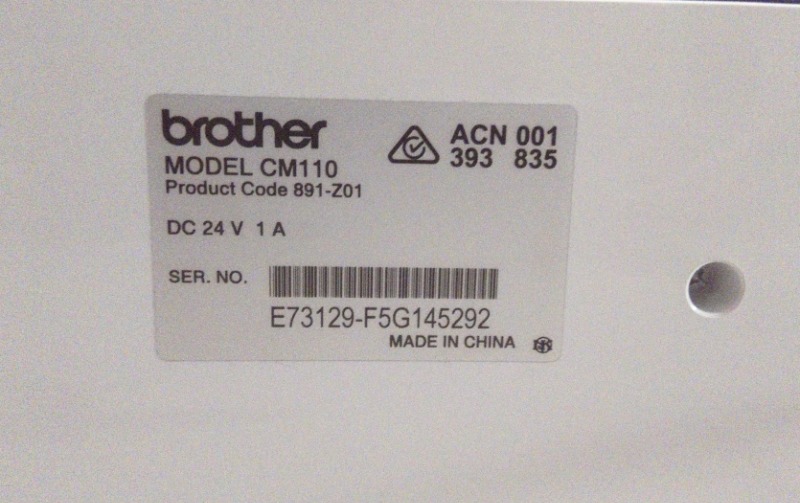 brother
MODEL CM110
Product Code 891-Z01
ACN 001
393 835
DC 24 V 1 A
SER. NO.
E73129-F5G145292
MADE IN CHINA